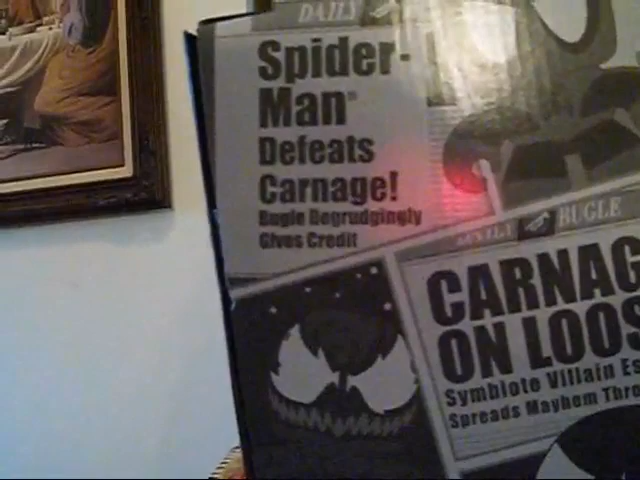 DAILY
Spider-
Man®
Defeats
Carnage!
Bugle Begrudgingly
Gives Credit
DAILY BUGLE
CARNAG
ON LOOS
Symbiote Villain Es
Spreads Mayhem Thro